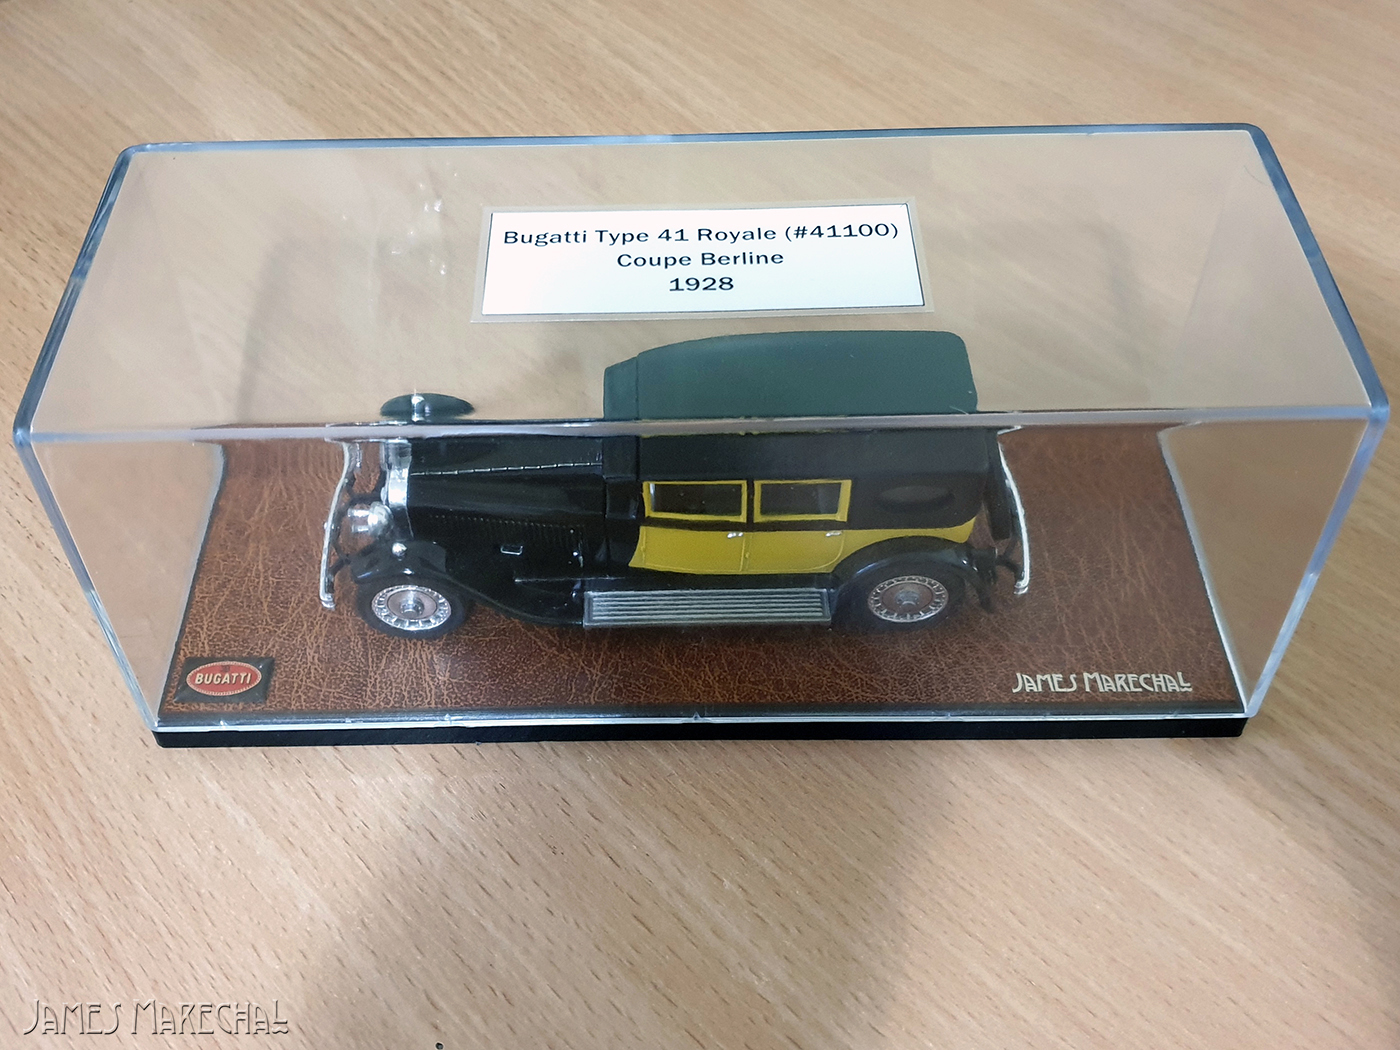 Bugatti Type 41 Royale (#41100)
Coupe Berline
1928
BUGATTI
JAMES MARECHAL
JAMES MARECHAL